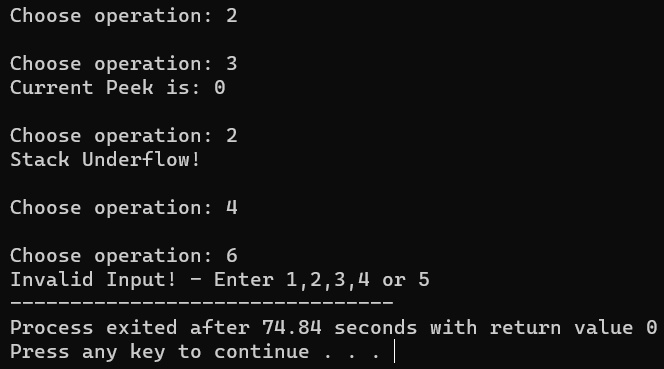 Choose operation: 2
Choose operation: 3
Current Peek is: 0
Choose operation: 2
Stack Underflow!
Choose operation: 4
Choose operation: 6
Invalid Input! - Enter 1,2,3,4 or 5
--------------------------------
Process exited after 74.84 seconds with return value 0
Press any key to continue . . .